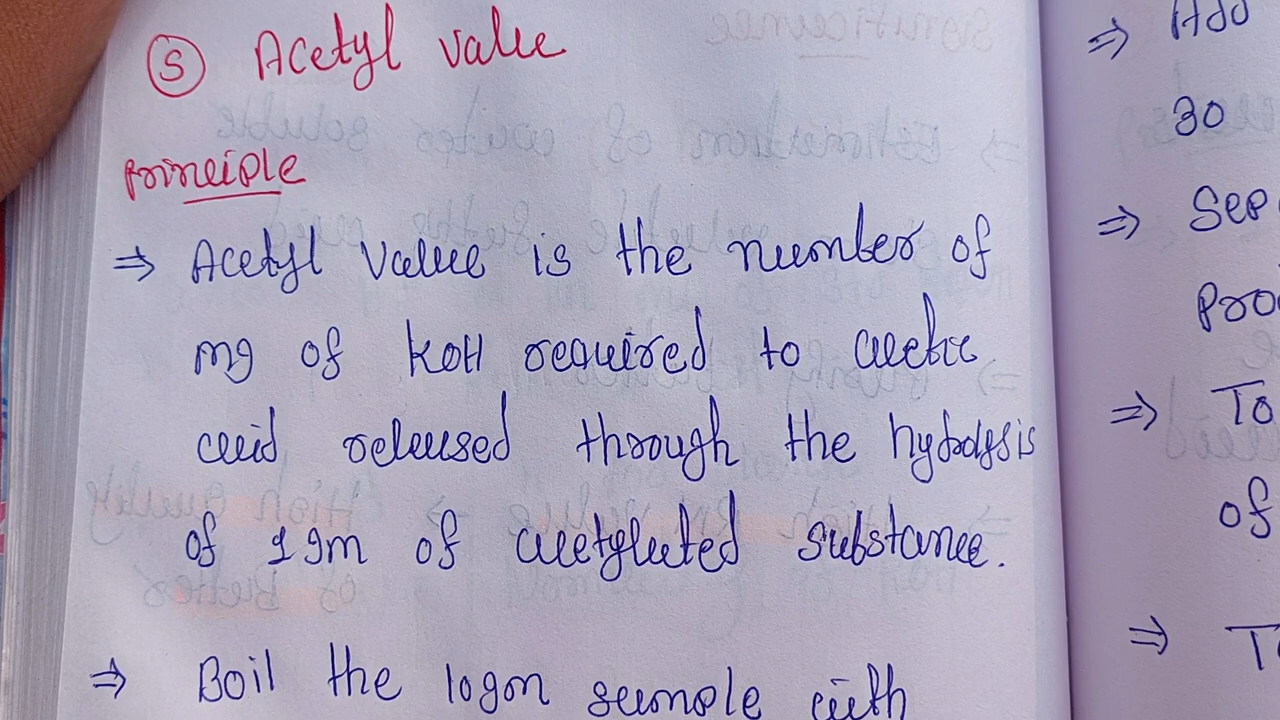 5 Acetyl value
Principle
⇒ Acetyl Value is the number of
mg of KOH required to acetic
acid released through the hydrolysis
of 1 gm of acetylated substance.
⇒ Boil the 10gm sample with
⇒ Add
30
⇒ Sep
Pro
⇒ To
of
⇒ T